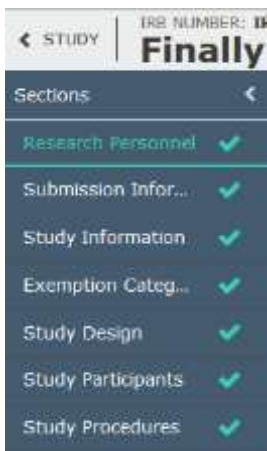 IRB NUMBER:
STUDY
Finally
Sections
Research Personnel
Submission Infor...
Study Information
Exemption Categ...
Study Design
Study Participants
Study Procedures